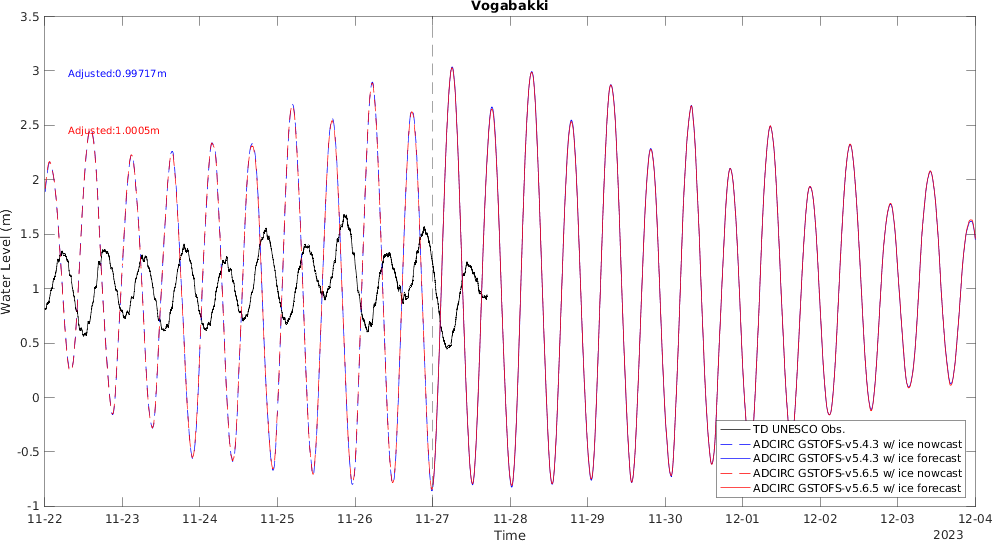 Vogabakki
3.5
3
2.5
2
1.5
1
0.5
0
-0.5
-1
Water Level (m)
Adjusted:0.99717m
Adjusted:1.0005m
TD UNESCO Obs.
ADCIRC GSTOFS-v5.4.3 w/ ice nowcast
ADCIRC GSTOFS-v5.4.3 w/ ice forecast
ADCIRC GSTOFS-v5.6.5 w/ ice nowcast
ADCIRC GSTOFS-v5.6.5 w/ ice forecast
11-22 11-23 11-24 11-25 11-26 11-27 11-28 11-29 11-30 12-01 12-02 12-03 12-04
Time
2023